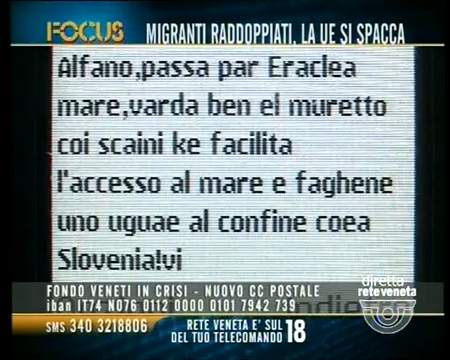 FOCUS MIGRANTI RADDOPPIATI, LA UE SI SPACCA
Alfano,passa par Eraclea
mare,varda ben el muretto
coi scaini ke facilita
l'accesso al mare e faghene
uno uguae al confine coea
Slovenia!vi
diretta
reteveneta
FONDO VENETI IN CRISI - NUOVO CC POSTALE
iban IT74 N076 0112 0000 0101 7942 739
SMS 340 3218806
RETE VENETA E' SUL
DEL TUO TELECOMANDO 18